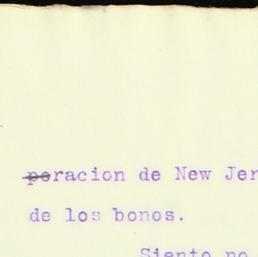 poracion de New Jer
de los bonos.
Siento no